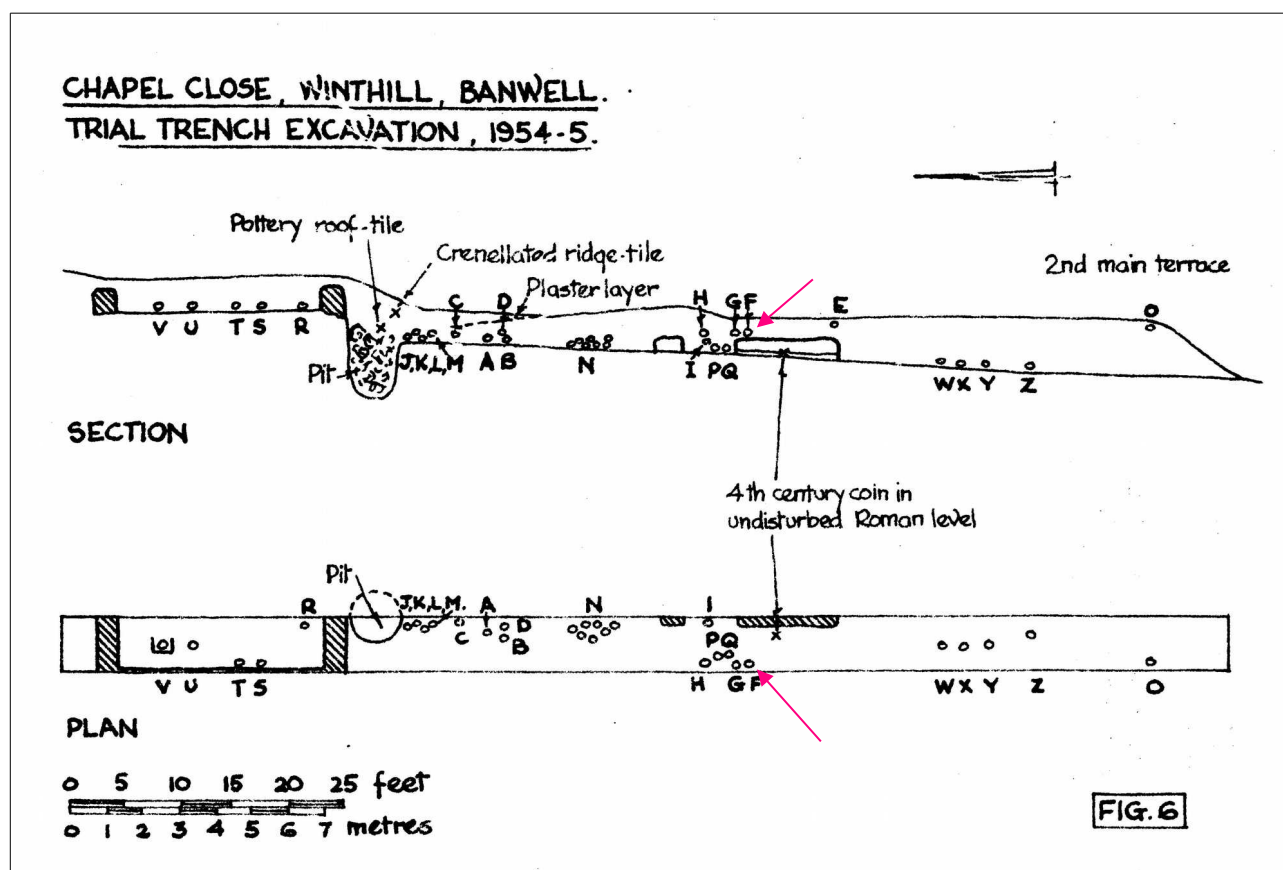 CHAPEL CLOSE, WINTHILL, BANWELL.
TRIAL TRENCH EXCAVATION, 1954-5.
Pottery roof-tile
Crenellated ridge-tile
Plaster layer
2nd main terrace
C D H G F E O
V U T S R
Pit
J,K,L,M A B N I P Q
W X Y Z
SECTION
4th century coin in
undisturbed Roman level
Pit
R J,K,L,M. A N I
C D
B P Q
V U T S H G F W X Y Z O
PLAN
0 5 10 15 20 25 feet
0 1 2 3 4 5 6 7 metres
FIG. 6